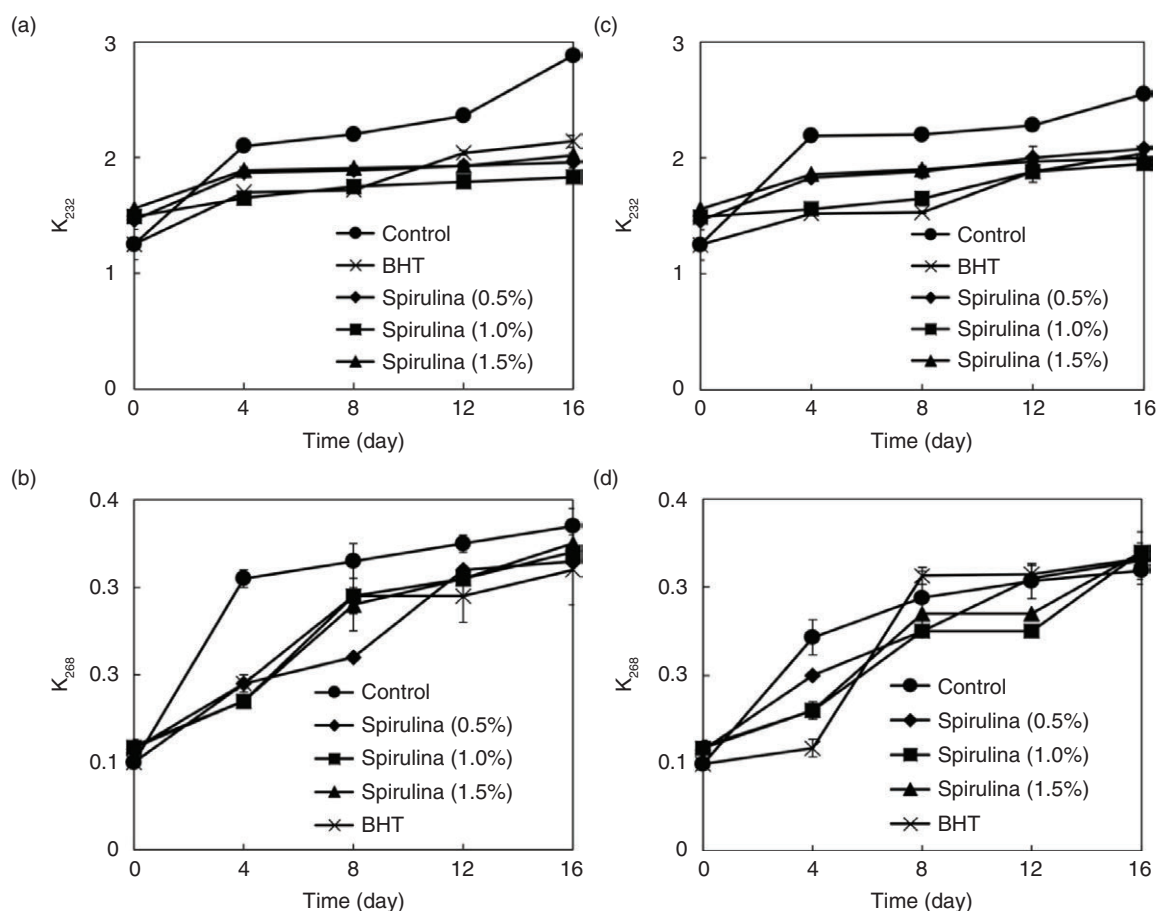 (a)
3
2
1
0
K232
Control
BHT
Spirulina (0.5%)
Spirulina (1.0%)
Spirulina (1.5%)
0 4 8 12 16
Time (day)
(c)
3
2
1
0
K232
Control
BHT
Spirulina (0.5%)
Spirulina (1.0%)
Spirulina (1.5%)
0 4 8 12 16
Time (day)
(b)
0.4
0.3
0.3
0.1
0
K268
Control
Spirulina (0.5%)
Spirulina (1.0%)
Spirulina (1.5%)
BHT
0 4 8 12 16
Time (day)
(d)
0.4
0.3
0.3
0.1
0
K268
Control
Spirulina (0.5%)
Spirulina (1.0%)
Spirulina (1.5%)
BHT
0 4 8 12 16
Time (day)